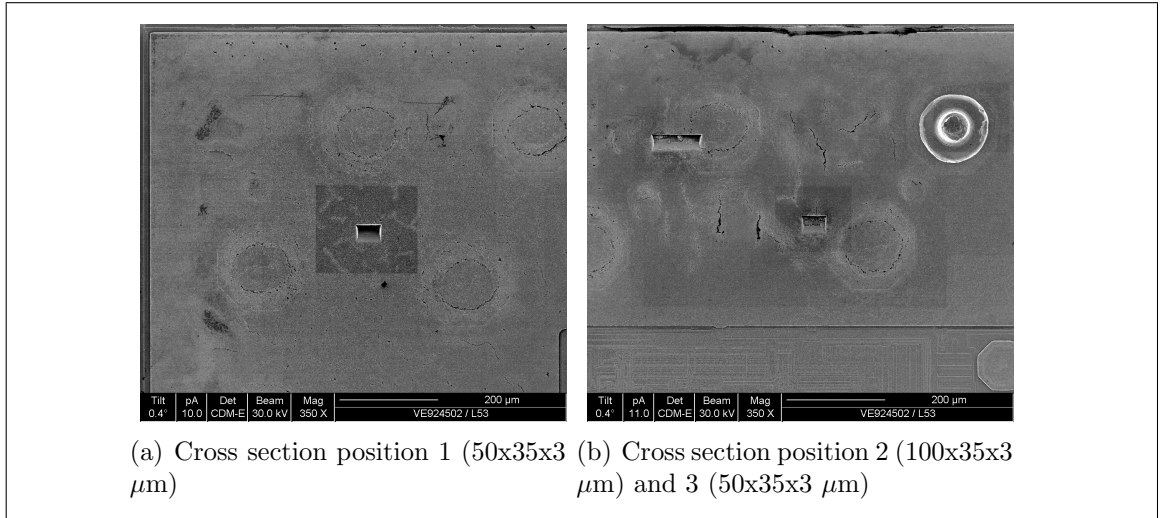 Tilt pA Det Beam Mag 200 μm
0.4° 10.0 CDM-E 30.0 kV 350 X VE924502 / L53
Tilt pA Det Beam Mag 200 μm
0.4° 11.0 CDM-E 30.0 kV 350 X VE924502 / L53
(a) Cross section position 1 (50x35x3
μm)
(b) Cross section position 2 (100x35x3
μm) and 3 (50x35x3 μm)